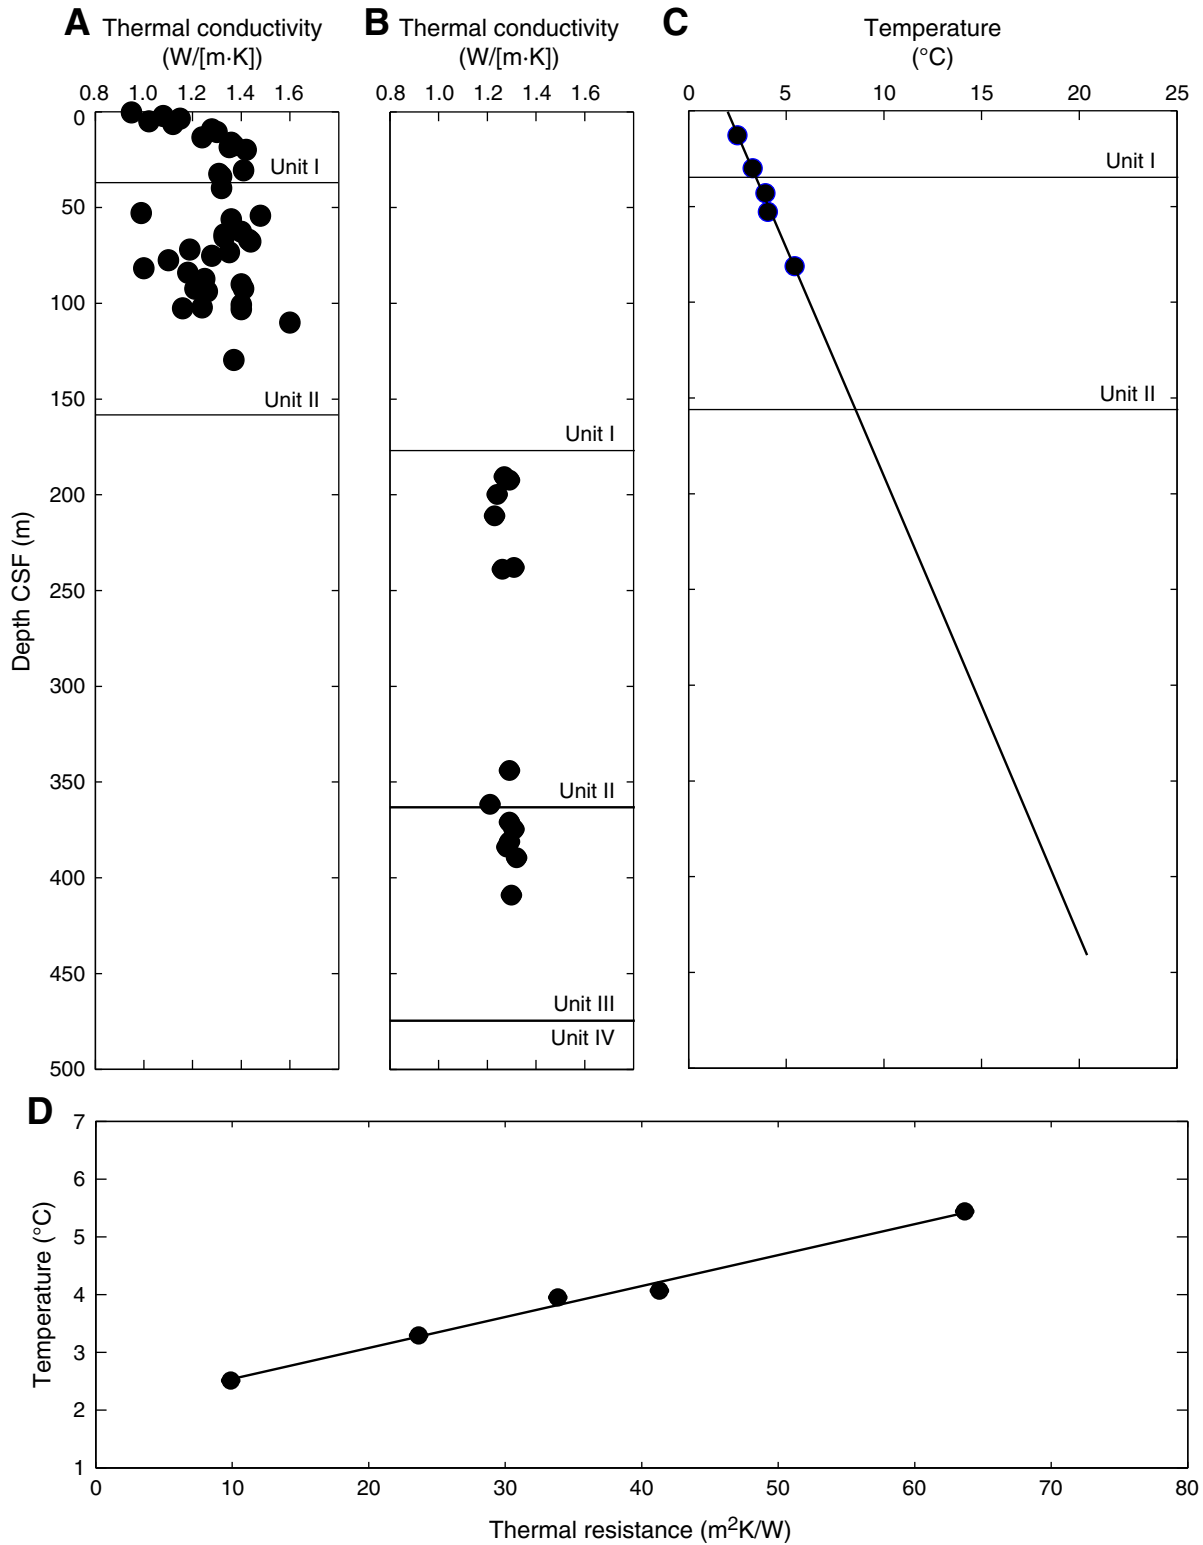 A Thermal conductivity
(W/[m·K])
0.8 1.0 1.2 1.4 1.6
B Thermal conductivity
(W/[m·K])
0.8 1.0 1.2 1.4 1.6
C Temperature
(°C)
0 5 10 15 20 25
Depth CSF (m)
0
50
100
150
200
250
300
350
400
450
500
Unit I
Unit II
Unit I
Unit II
Unit III
Unit IV
Unit I
Unit II
D
Temperature (°C)
7
6
5
4
3
2
1
0 10 20 30 40 50 60 70 80
Thermal resistance (m²K/W)